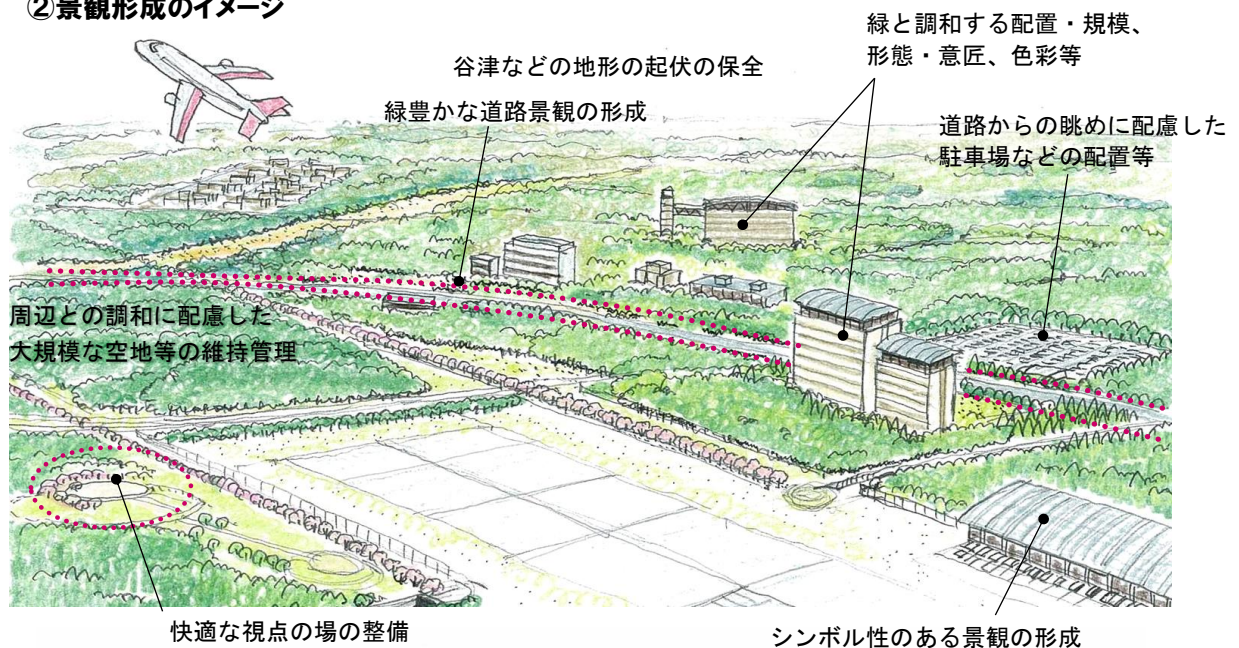 ②景観形成のイメージ
緑と調和する配置・規模、
形態・意匠、色彩等
谷津などの地形の起伏の保全
緑豊かな道路景観の形成
道路からの眺めに配慮した
駐車場などの配置等
周辺との調和に配慮した
大規模な空地等の維持管理
快適な視点の場の整備
シンボル性のある景観の形成